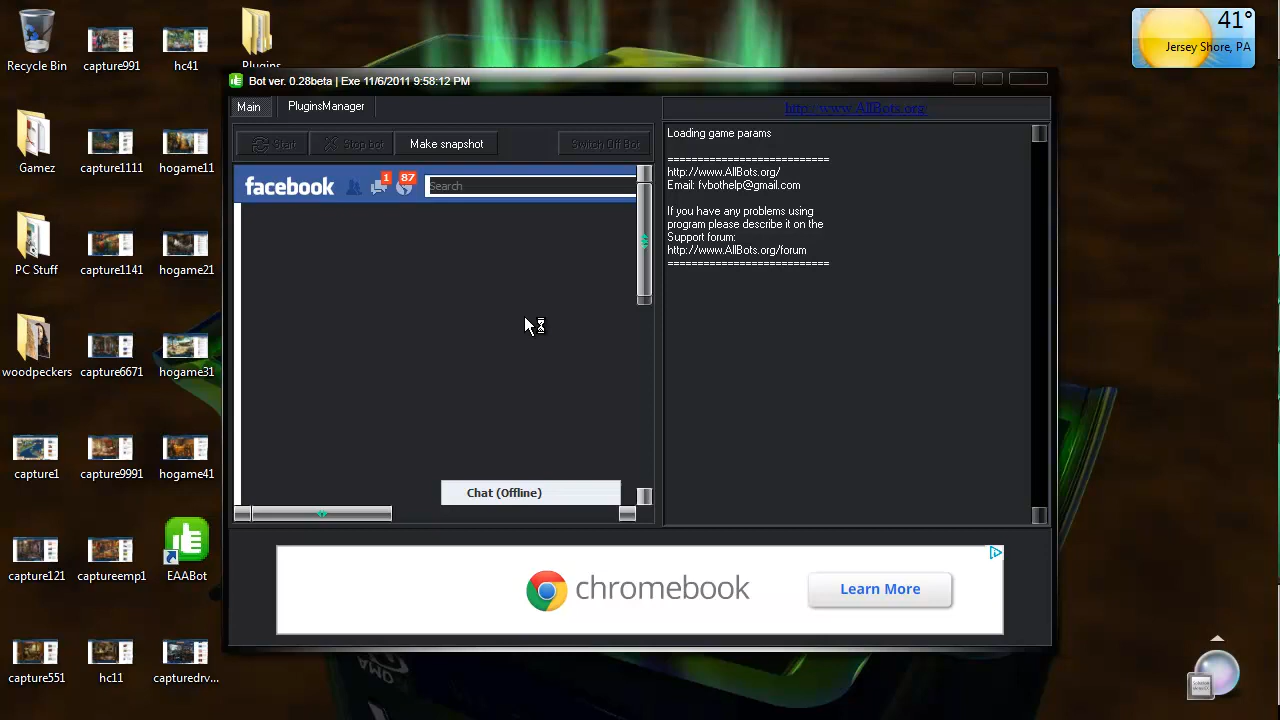 Recycle Bin
capture991
hc41
Plugins
41°
Jersey Shore, PA
Gamez
capture1111
hogame11
PC Stuff
capture1141
hogame21
woodpeckers
capture6671
hogame31
capture1
capture9991
hogame41
capture121
captureemp1
EAABot
capture551
hc11
capturedrv...
Bot ver. 0.28beta | Exe 11/6/2011 9:58:12 PM
Main
PluginsManager
http://www.AllBots.org/
Start
Stop bot
Make snapshot
Switch Off Bot
facebook
1
87
Search
Chat (Offline)
Loading game params
===========================
http://www.AllBots.org/
Email: fvbothelp@gmail.com
If you have any problems using
program please describe it on the
Support forum:
http://www.AllBots.org/forum
===========================
chromebook
Learn More